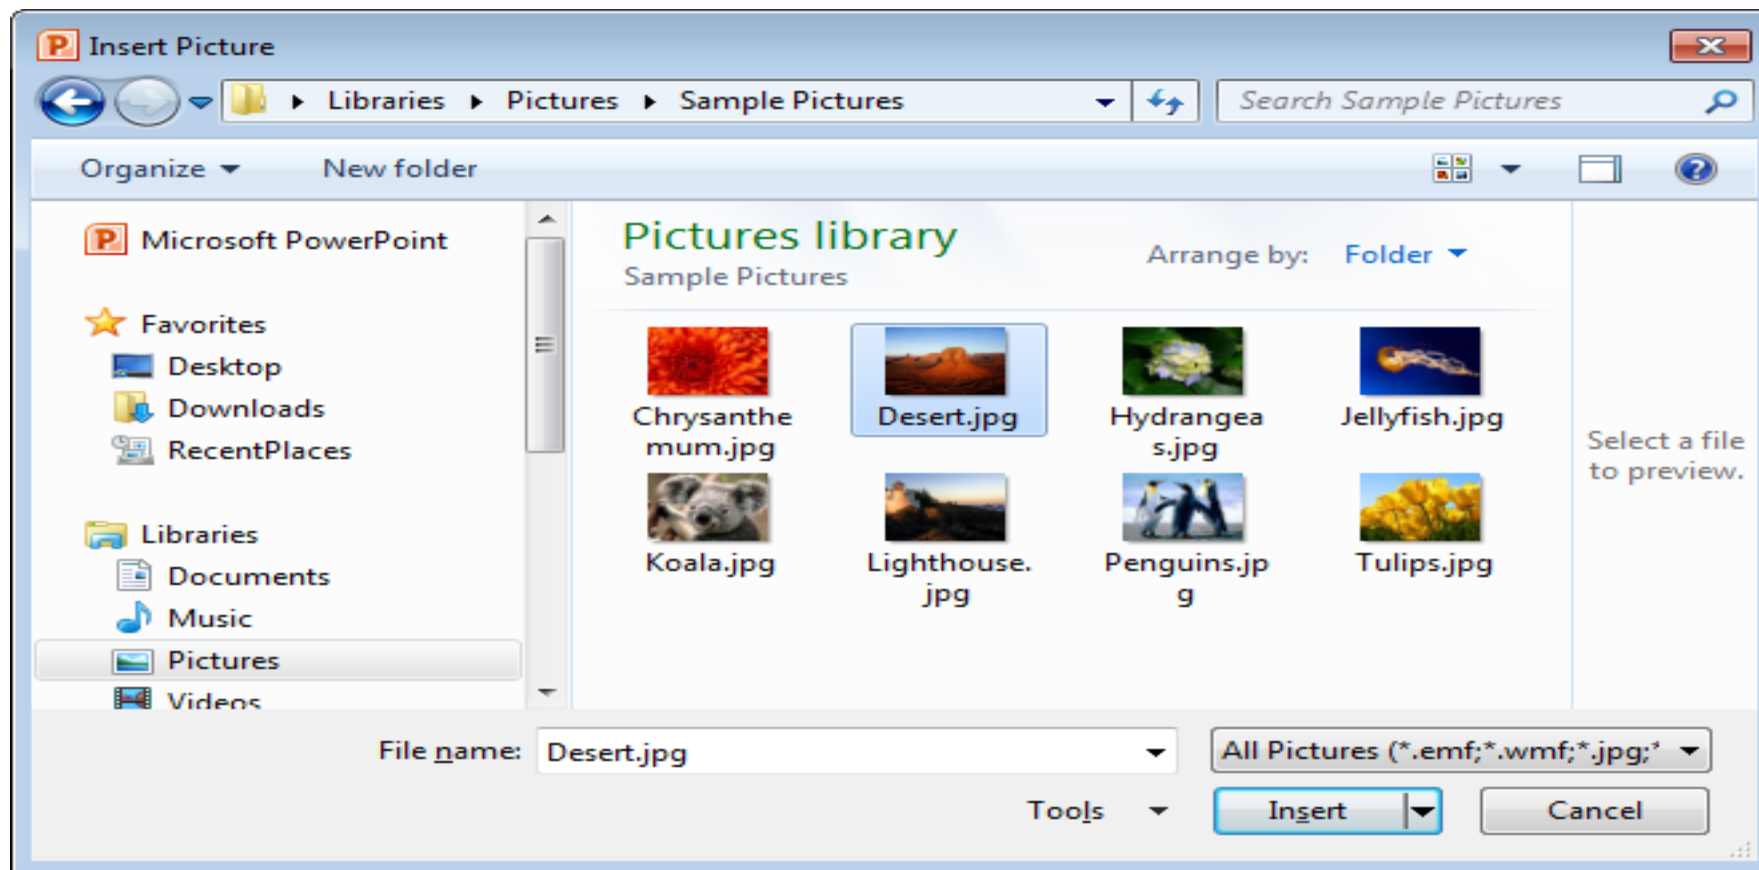 Insert Picture
Libraries Pictures Sample Pictures
Search Sample Pictures
Organize New folder
Microsoft PowerPoint
Favorites
Desktop
Downloads
RecentPlaces
Libraries
Documents
Music
Pictures
Videos
Pictures library
Sample Pictures
Arrange by: Folder
Chrysanthe
mum.jpg
Desert.jpg
Hydrangea
s.jpg
Jellyfish.jpg
Koala.jpg
Lighthouse.
jpg
Penguins.jp
g
Tulips.jpg
Select a file
to preview.
File name: Desert.jpg
All Pictures (*.emf;*.wmf;*.jpg;*
Tools Insert Cancel